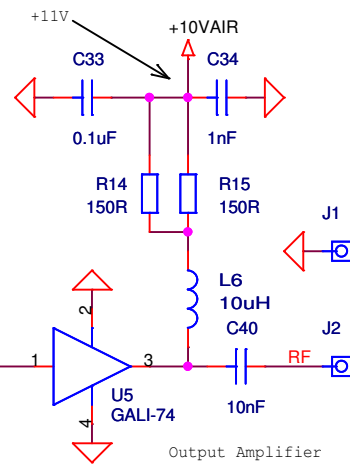 +11V
+10VAIR
C33
C34
0.1uF
1nF
R14
150R
R15
150R
J1
L6
10uH
2
C40
J2
1
3
RF
U5
GALI-74
10nF
4
Output Amplifier